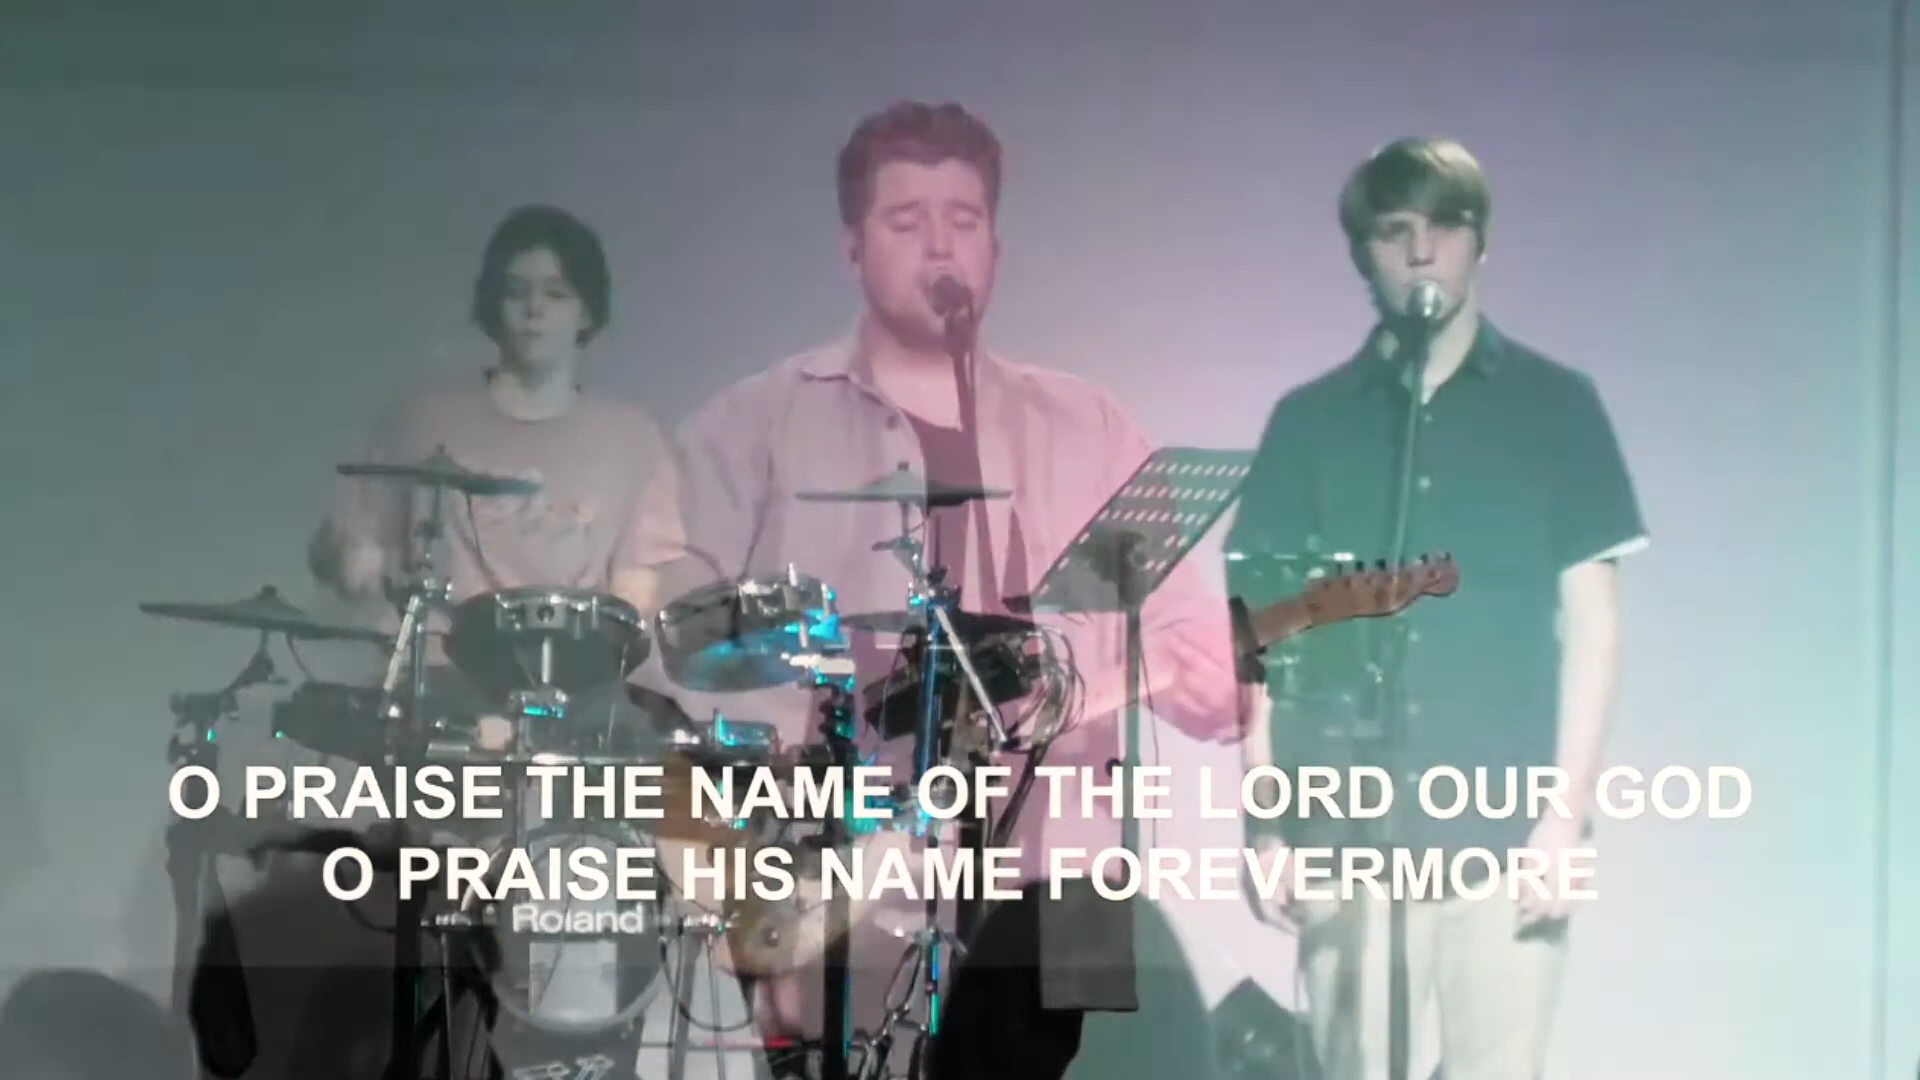 O PRAISE THE NAME OF THE LORD OUR GOD
O PRAISE HIS NAME FOREVERMORE
Roland